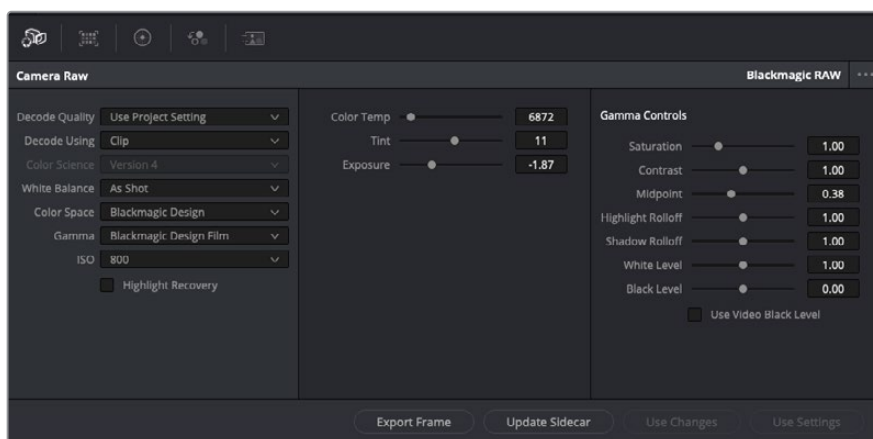 Camera Raw
Blackmagic RAW
Decode Quality Use Project Setting
Decode Using Clip
Color Science Version 4
White Balance As Shot
Color Space Blackmagic Design
Gamma Blackmagic Design Film
ISO 800
Highlight Recovery
Color Temp 6872
Tint 11
Exposure -1.87
Gamma Controls
Saturation 1.00
Contrast 1.00
Midpoint 0.38
Highlight Rolloff 1.00
Shadow Rolloff 1.00
White Level 1.00
Black Level 0.00
Use Video Black Level
Export Frame
Update Sidecar
Use Changes
Use Settings